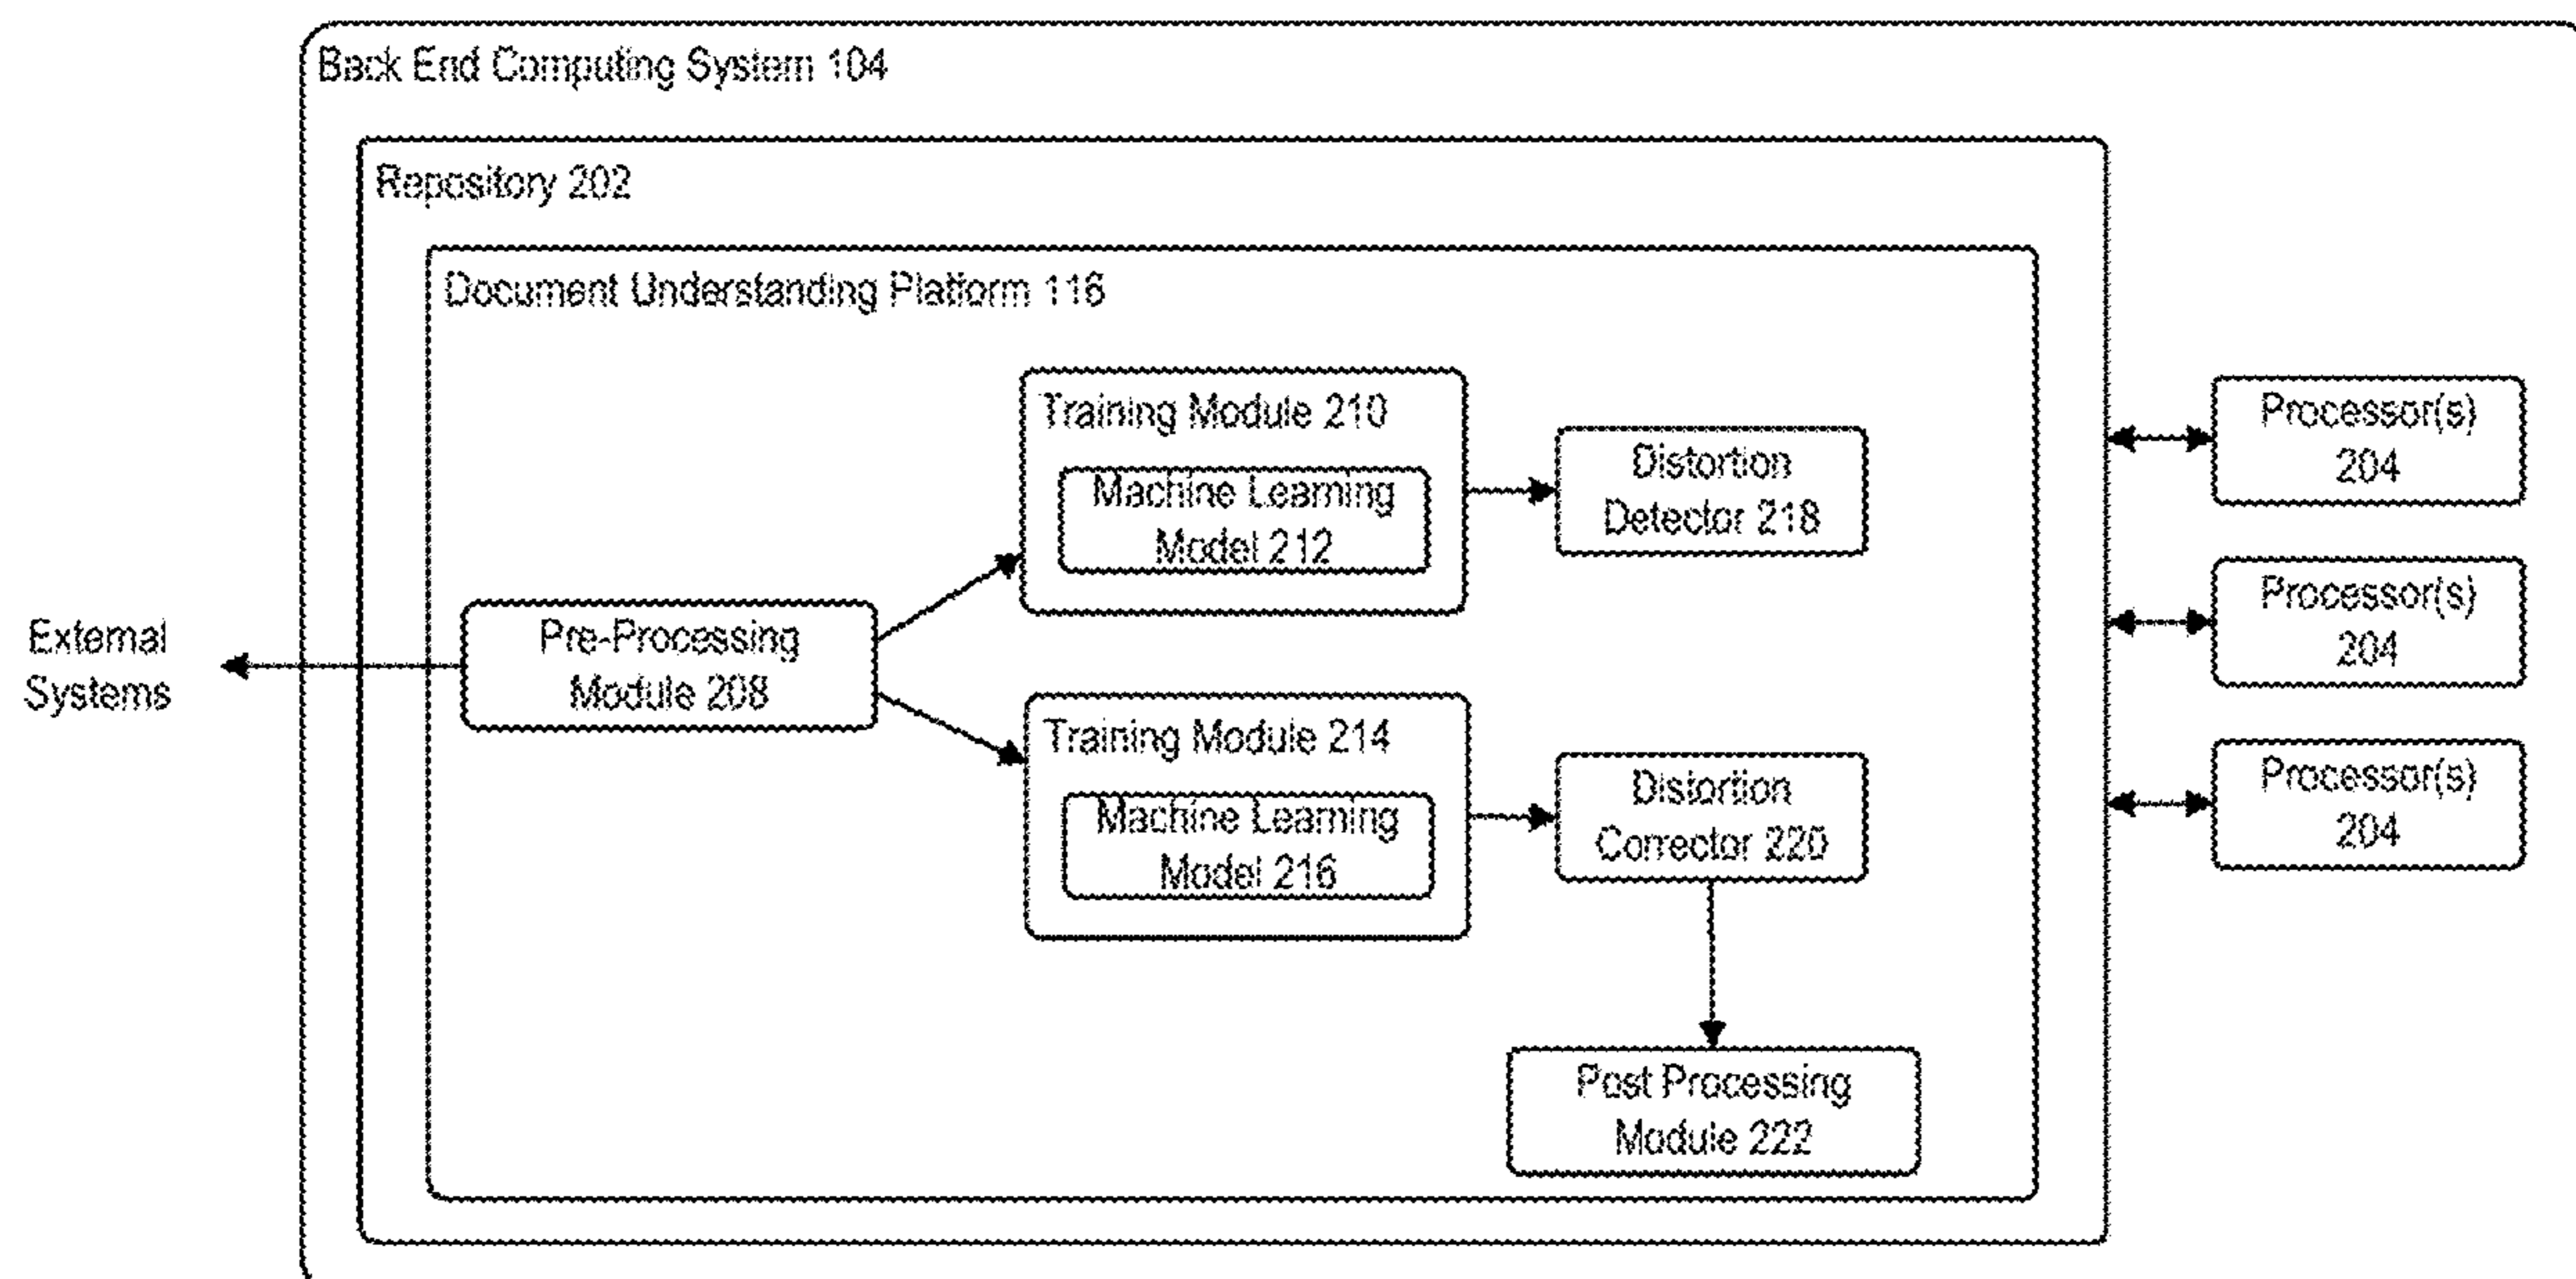 Back End Computing System 104
Repository 202
Document Understanding Platform 116
Training Module 210
Machine Learning
Model 212
Distortion
Detector 218
Processor(s)
204
Processor(s)
204
External
Systems
Pre-Processing
Module 208
Training Module 214
Machine Learning
Model 216
Distortion
Corrector 220
Processor(s)
204
Post Processing
Module 222